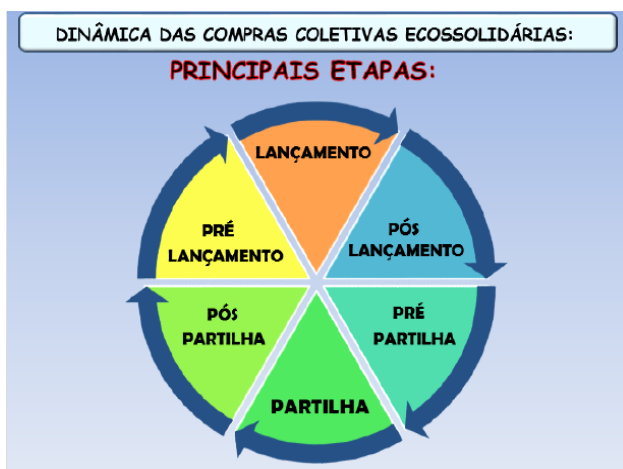 DINÂMICA DAS COMPRAS COLETIVAS ECOSSOLIDÁRIAS:
PRINCIPAIS ETAPAS:
LANÇAMENTO
PÓS
LANÇAMENTO
PRÉ
PARTILHA
PARTILHA
PÓS
PARTILHA
PRÉ
LANÇAMENTO